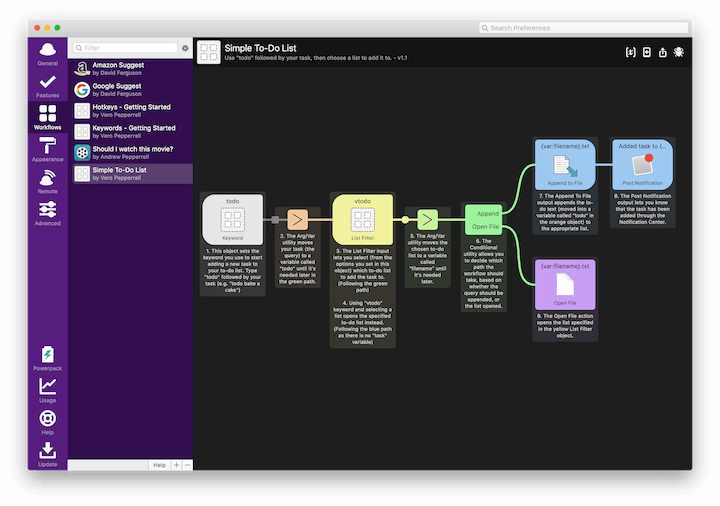 Search Preferences
General
Features
Workflows
Appearance
Remote
Advanced
Powerpack
Usage
Help
Update
Filter
Amazon Suggest
by David Ferguson
Google Suggest
by David Ferguson
Hotkeys - Getting Started
by Vero Pepperrell
Keywords - Getting Started
by Vero Pepperrell
Should I watch this movie?
by Andrew Pepperrell
Simple To-Do List
by Vero Pepperrell
Help
Simple To-Do List
Use "todo" followed by your task, then choose a list to add it to. - v1.1
todo
Keyword
1. This object sets the
keyword you use to start
adding a new task to
your to-do list. Type
"todo" followed by your
task (e.g. "todo bake a
cake")
2. The Arg/Var
utility moves
your task (the
query) to a
variable called
"todo" until it's
needed later in
the green path.
vtodo
List Filter
3. The List Filter input
lets you select (from the
options you set in this
object) which to-do list
to add the task to.
(Following the green
path)
4. Using "vtodo"
keyword and selecting a
list opens the specified
to-do list instead.
(Following the blue path
as there is no "task"
variable)
5. The Arg/Var
utility moves the
chosen to-do list
to a variable
called
"filename" until
it's needed later.
Append
Open File
6. The
Conditional
utility allows you
to decide which
path the
workflow should
take, based on
whether the
query should be
appended, or
the list opened.
{var:filename}.txt
Append to File
7. The Append To File
output appends the to-
do text (moved into a
variable called "todo" in
the orange object) to
the appropriate list.
Added task to {...
Post Notification
8. The Post Notification
output lets you know
that the task has been
added through the
Notification Center.
{var:filename}.txt
Open File
9. The Open File action
opens the list specified
in the yellow List Filter
object.